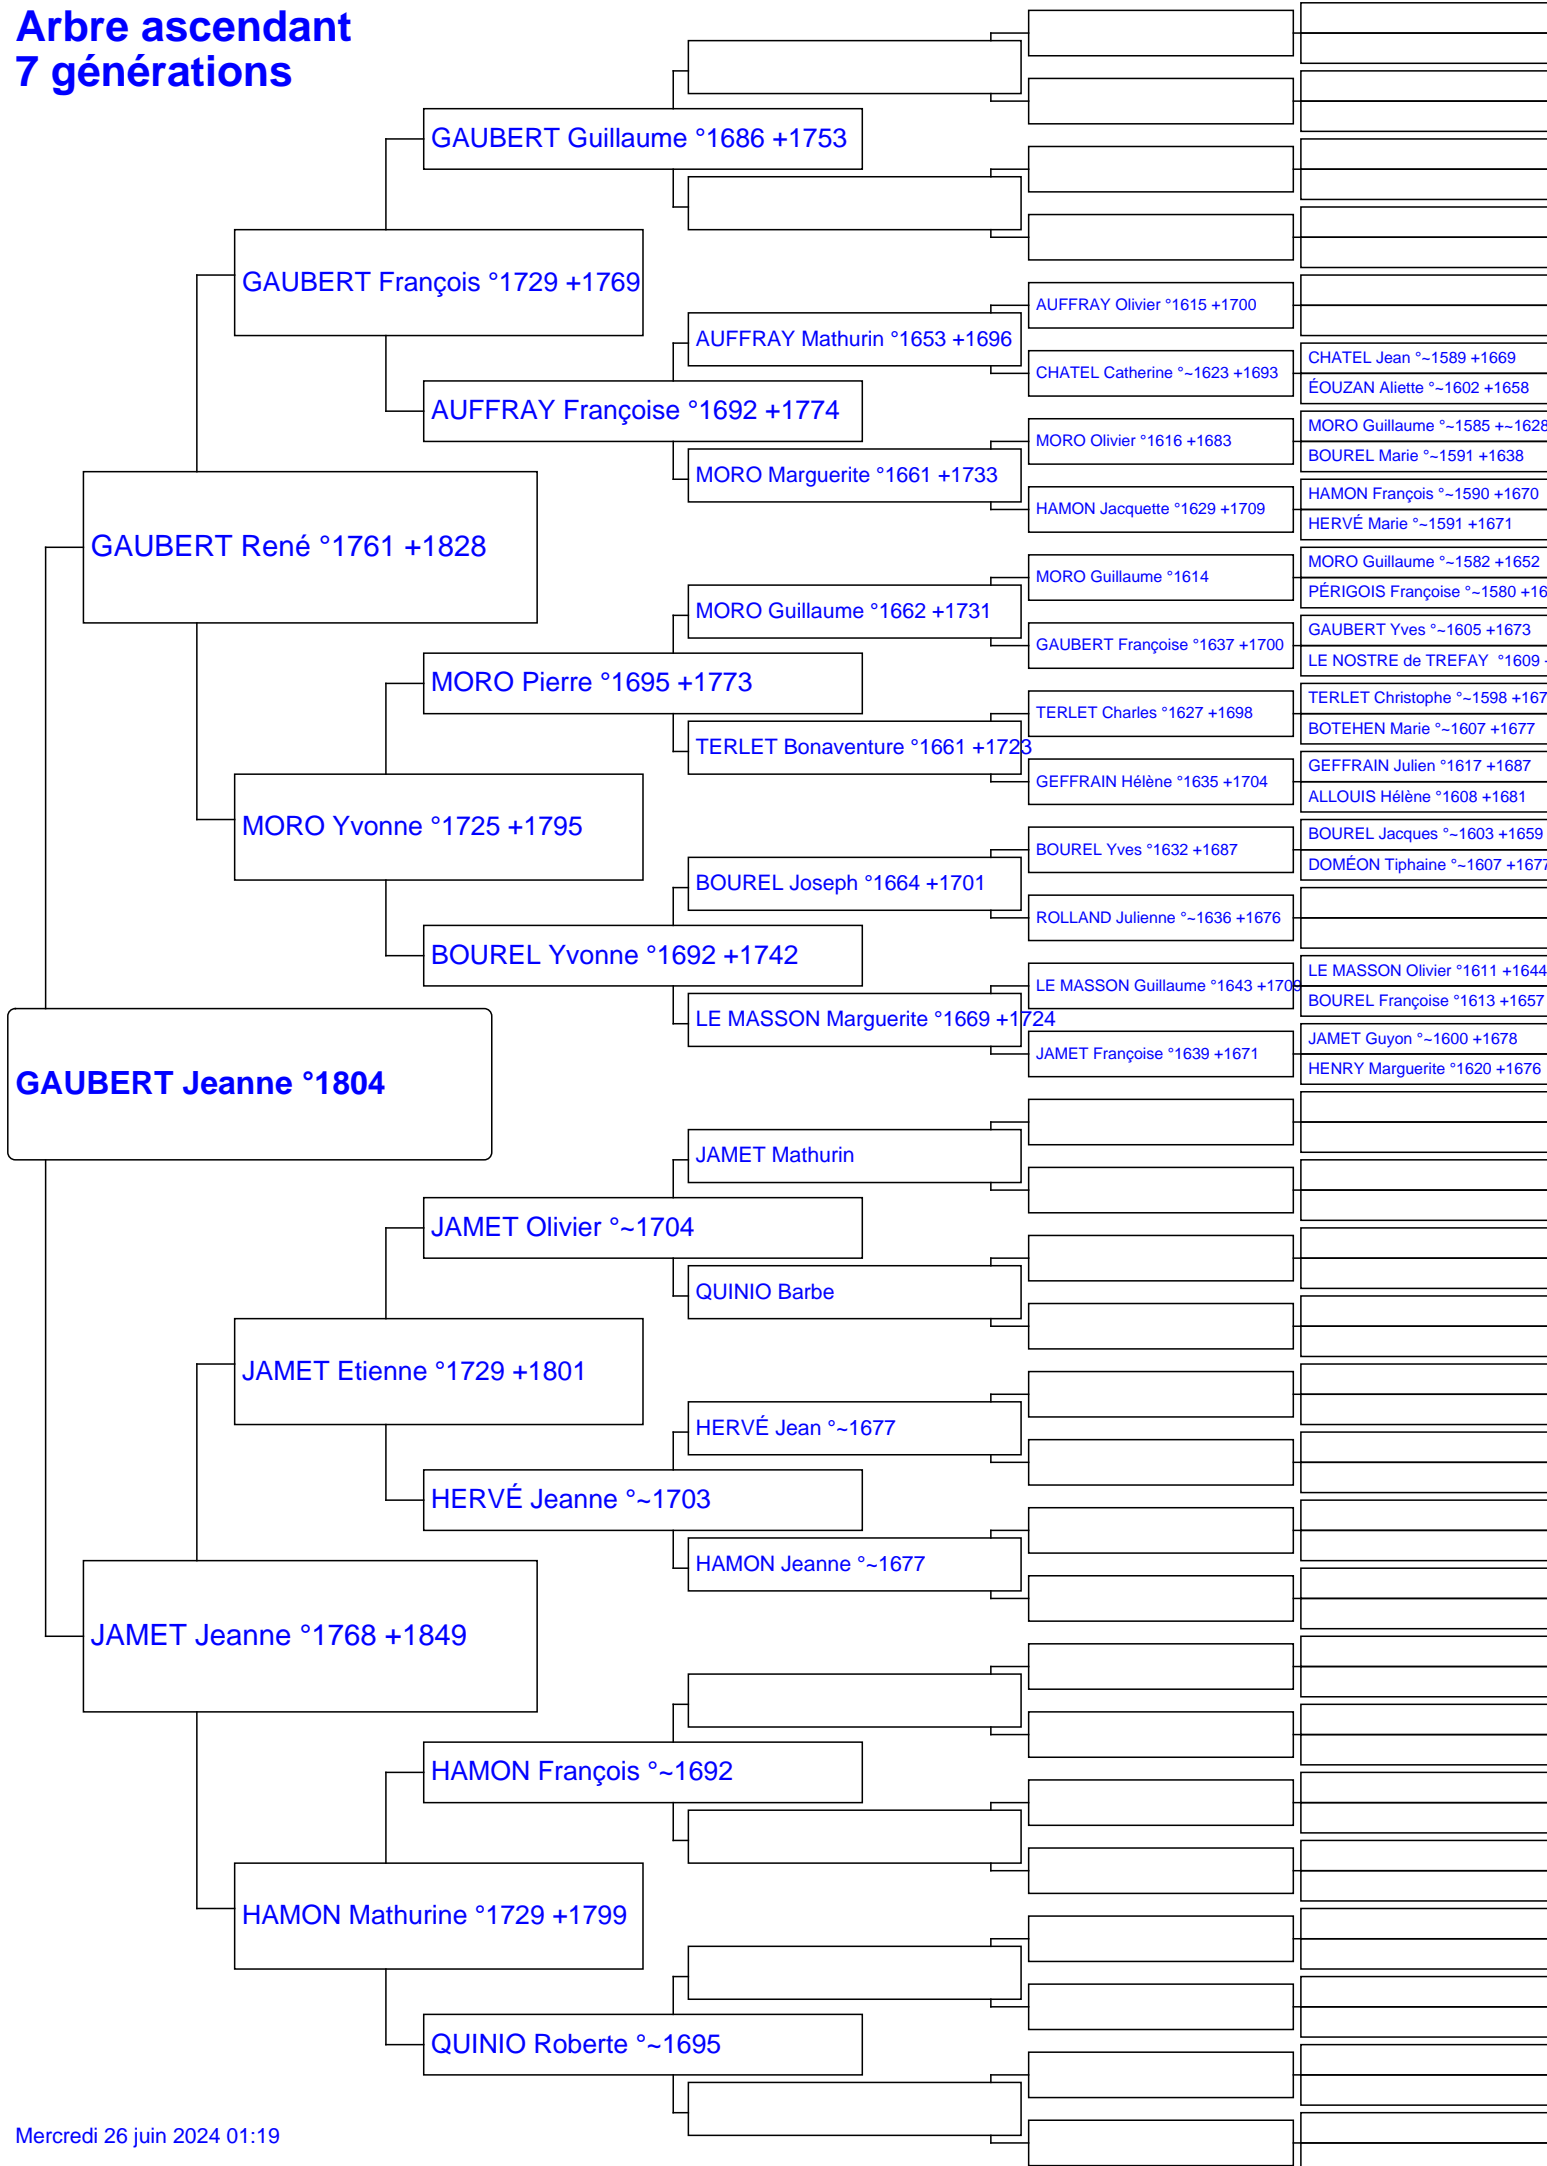 Arbre ascendant
7 générations
GAUBERT Guillaume °1686 +1753
GAUBERT François °1729 +1769
AUFFRAY Olivier °1615 +1700
AUFFRAY Mathurin °1653 +1696
CHATEL Jean °~1589 +1669
CHATEL Catherine °~1623 +1693
ÉOUZAN Aliette °~1602 +1658
AUFFRAY Françoise °1692 +1774
MORO Guillaume °~1585 +~1628
MORO Olivier °1616 +1683
BOUREL Marie °~1591 +1638
MORO Marguerite °1661 +1733
HAMON François °~1590 +1670
HAMON Jacquette °1629 +1709
HERVÉ Marie °~1591 +1671
GAUBERT René °1761 +1828
MORO Guillaume °~1582 +1652
MORO Guillaume °1614
PÉRIGOIS Françoise °~1580 +16
MORO Guillaume °1662 +1731
GAUBERT Yves °~1605 +1673
GAUBERT Françoise °1637 +1700
LE NOSTRE de TREFAY °1609
MORO Pierre °1695 +1773
TERLET Christophe °~1598 +167
TERLET Charles °1627 +1698
BOTEHEN Marie °~1607 +1677
TERLET Bonaventure °1661 +1723
GEFFRAIN Julien °1617 +1687
GEFFRAIN Hélène °1635 +1704
ALLOUIS Hélène °1608 +1681
MORO Yvonne °1725 +1795
BOUREL Jacques °~1603 +1659
BOUREL Yves °1632 +1687
DOMÉON Tiphaine °~1607 +1677
BOUREL Joseph °1664 +1701
ROLLAND Julienne °~1636 +1676
BOUREL Yvonne °1692 +1742
LE MASSON Olivier °1611 +1644
LE MASSON Guillaume °1643 +1709
BOUREL Françoise °1613 +1657
LE MASSON Marguerite °1669 +1724
JAMET Guyon °~1600 +1678
JAMET Françoise °1639 +1671
HENRY Marguerite °1620 +1676
GAUBERT Jeanne °1804
JAMET Mathurin
JAMET Olivier °~1704
QUINIO Barbe
JAMET Etienne °1729 +1801
HERVÉ Jean °~1677
HERVÉ Jeanne °~1703
HAMON Jeanne °~1677
JAMET Jeanne °1768 +1849
HAMON François °~1692
HAMON Mathurine °1729 +1799
QUINIO Roberte °~1695
Mercredi 26 juin 2024 01:19